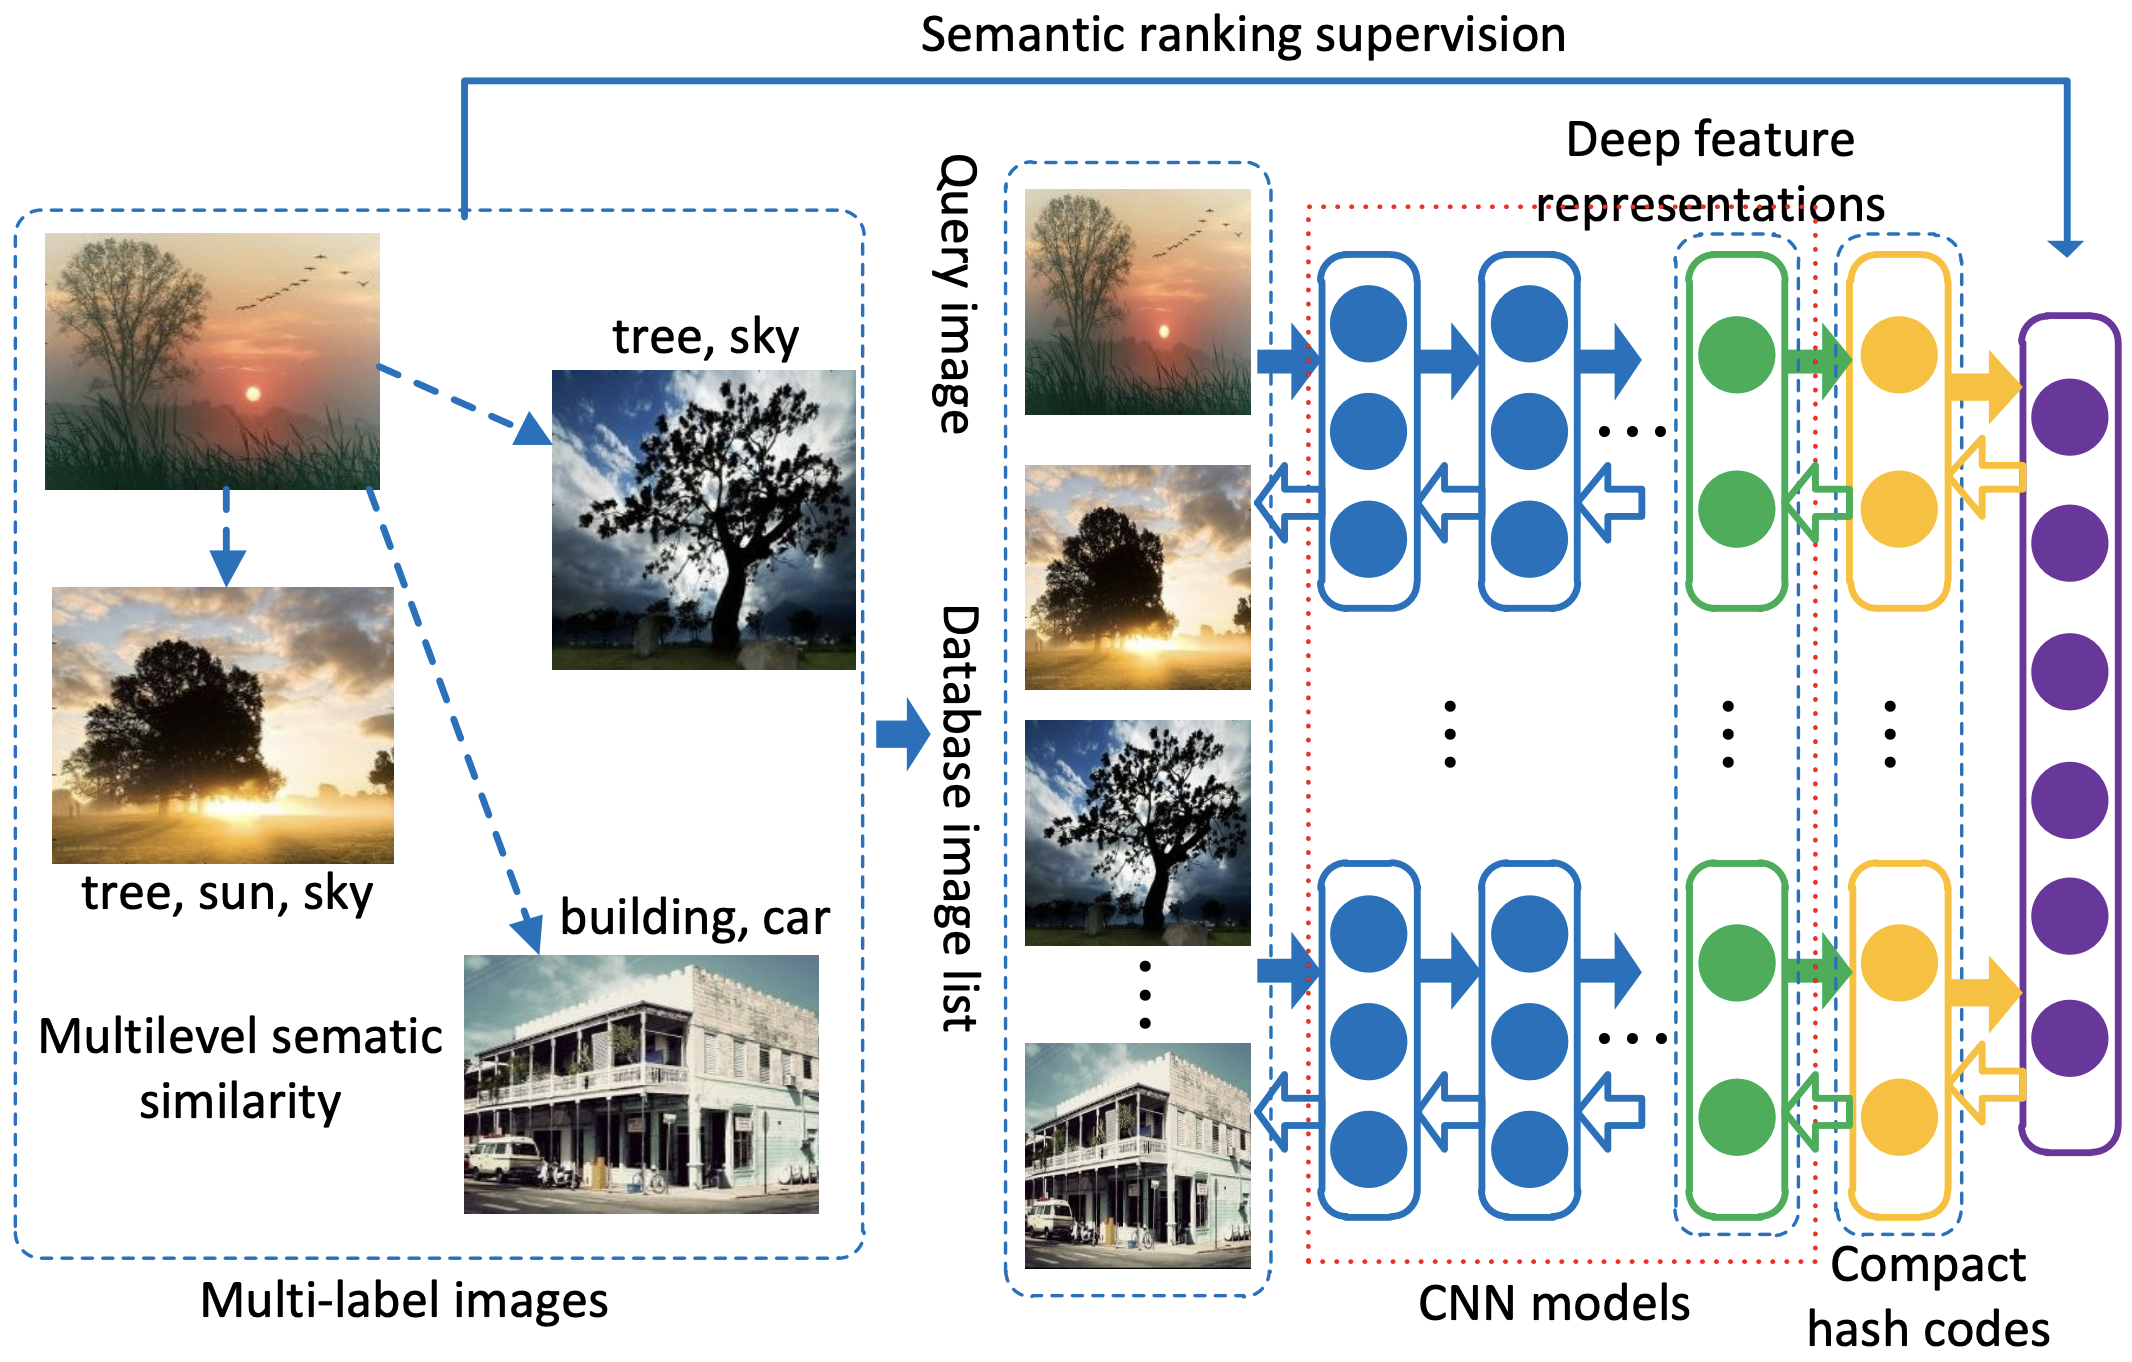 Semantic ranking supervision
Deep feature
representations
Query image
Database image list
tree, sky
tree, sun, sky
building, car
Multilevel sematic
similarity
Multi-label images
CNN models
Compact
hash codes